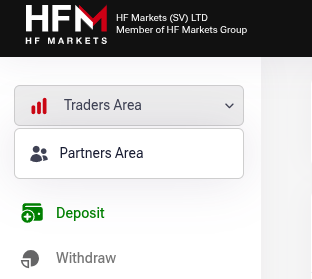 HFM
HF MARKETS
HF Markets (SV) LTD
Member of HF Markets Group
Traders Area
Partners Area
Deposit
Withdraw